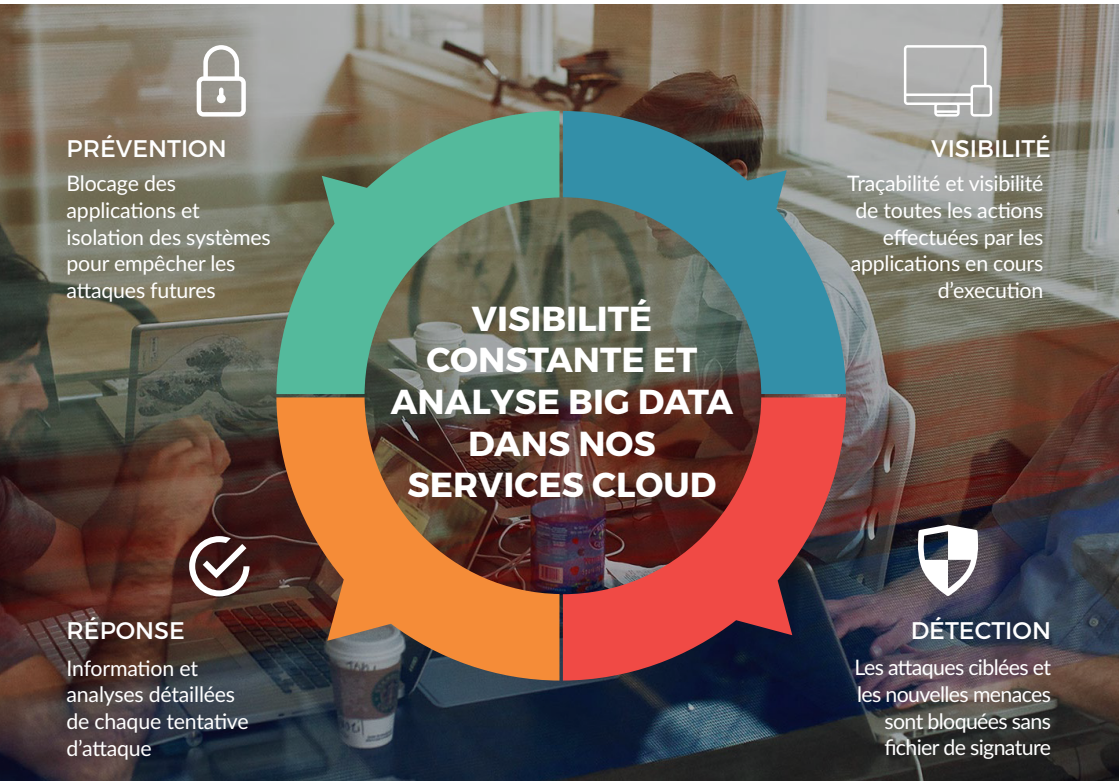 PRÉVENTION
Blocage des
applications et
isolation des systèmes
pour empêcher les
attaques futures
VISIBILITÉ
Traçabilité et visibilité
de toutes les actions
effectuées par les
applications en cours
d’execution
VISIBILITÉ
CONSTANTE ET
ANALYSE BIG DATA
DANS NOS
SERVICES CLOUD
RÉPONSE
Information et
analyses détaillées
de chaque tentative
d’attaque
DÉTECTION
Les attaques ciblées et
les nouvelles menaces
sont bloquées sans
fichier de signature